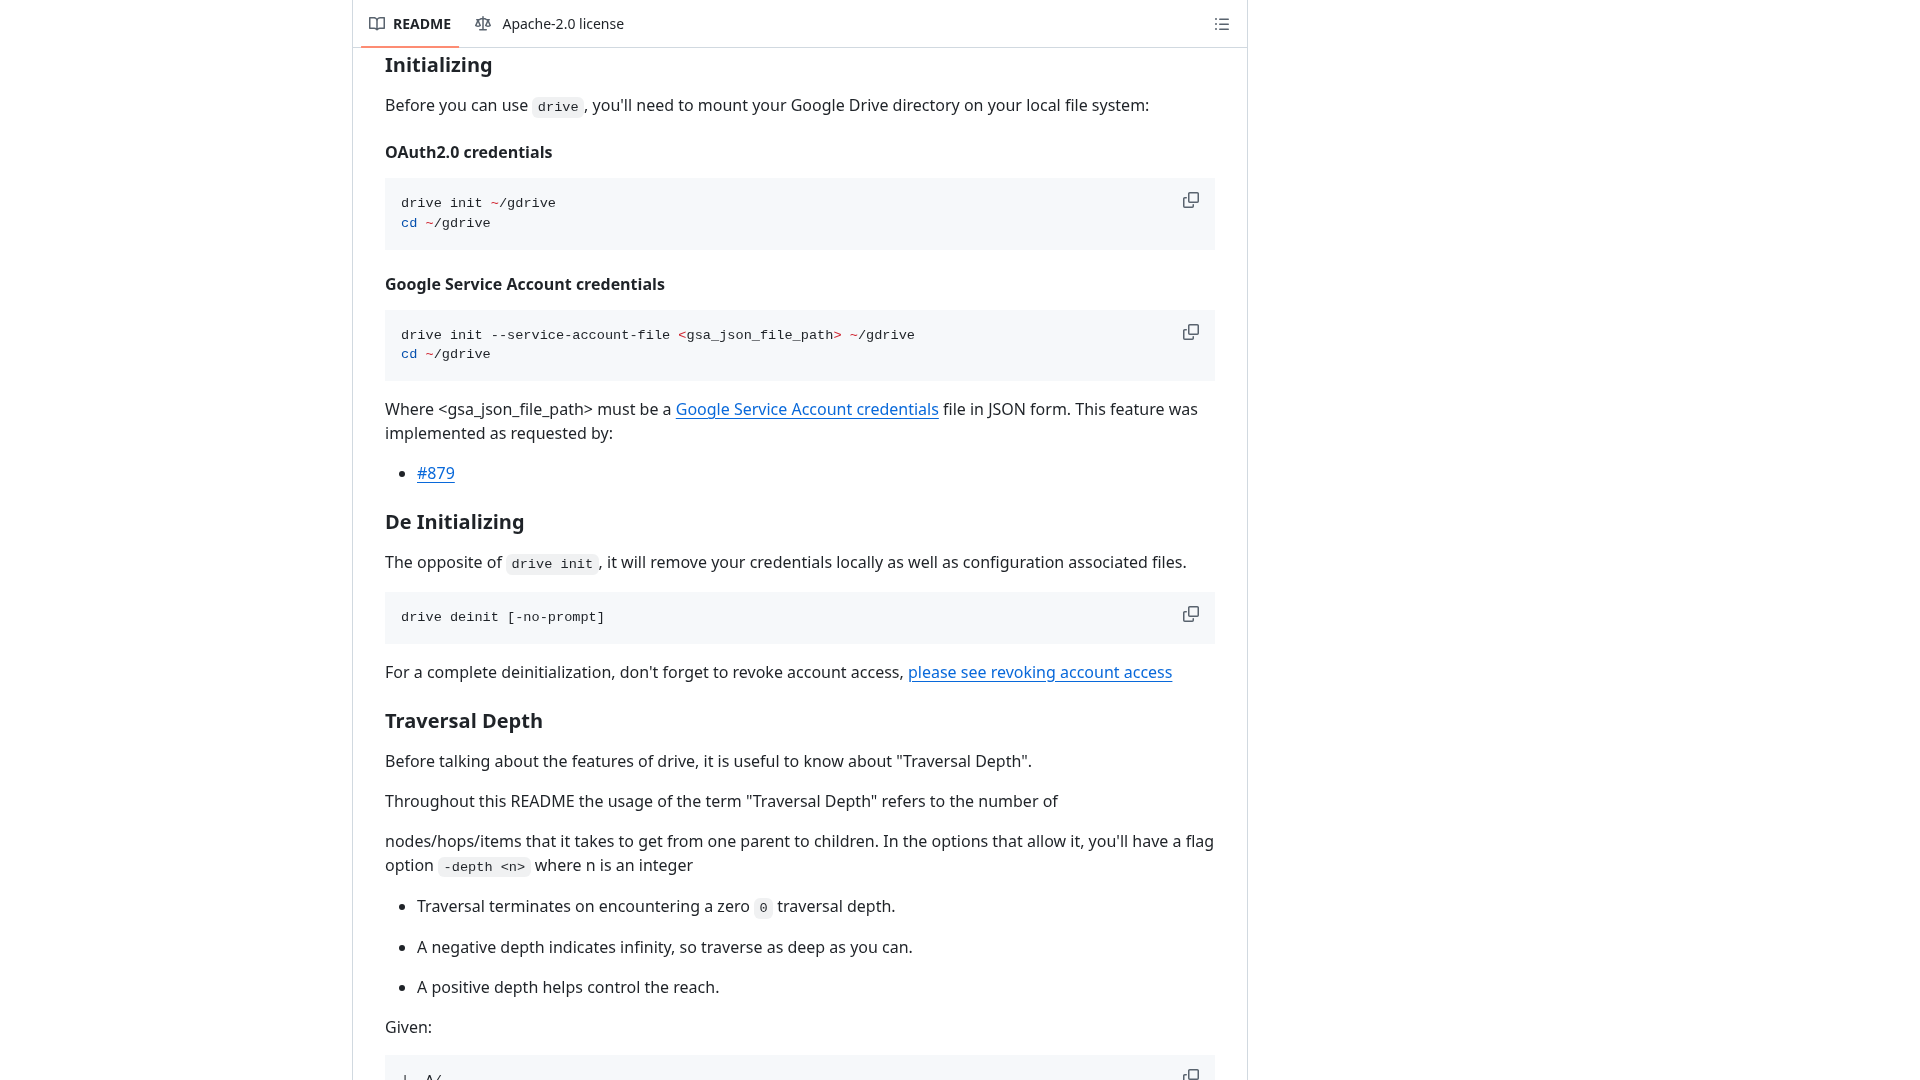 README
Apache-2.0 license
Initializing
Before you can use drive, you'll need to mount your Google Drive directory on your local file system:
OAuth2.0 credentials
drive init ~/gdrive
cd ~/gdrive
Google Service Account credentials
drive init --service-account-file <gsa_json_file_path> ~/gdrive
cd ~/gdrive
Where <gsa_json_file_path> must be a Google Service Account credentials file in JSON form. This feature was
implemented as requested by:
#879
De Initializing
The opposite of drive init, it will remove your credentials locally as well as configuration associated files.
drive deinit [-no-prompt]
For a complete deinitialization, don't forget to revoke account access, please see revoking account access
Traversal Depth
Before talking about the features of drive, it is useful to know about "Traversal Depth".
Throughout this README the usage of the term "Traversal Depth" refers to the number of
nodes/hops/items that it takes to get from one parent to children. In the options that allow it, you'll have a flag
option -depth <n> where n is an integer
Traversal terminates on encountering a zero 0 traversal depth.
A negative depth indicates infinity, so traverse as deep as you can.
A positive depth helps control the reach.
Given: